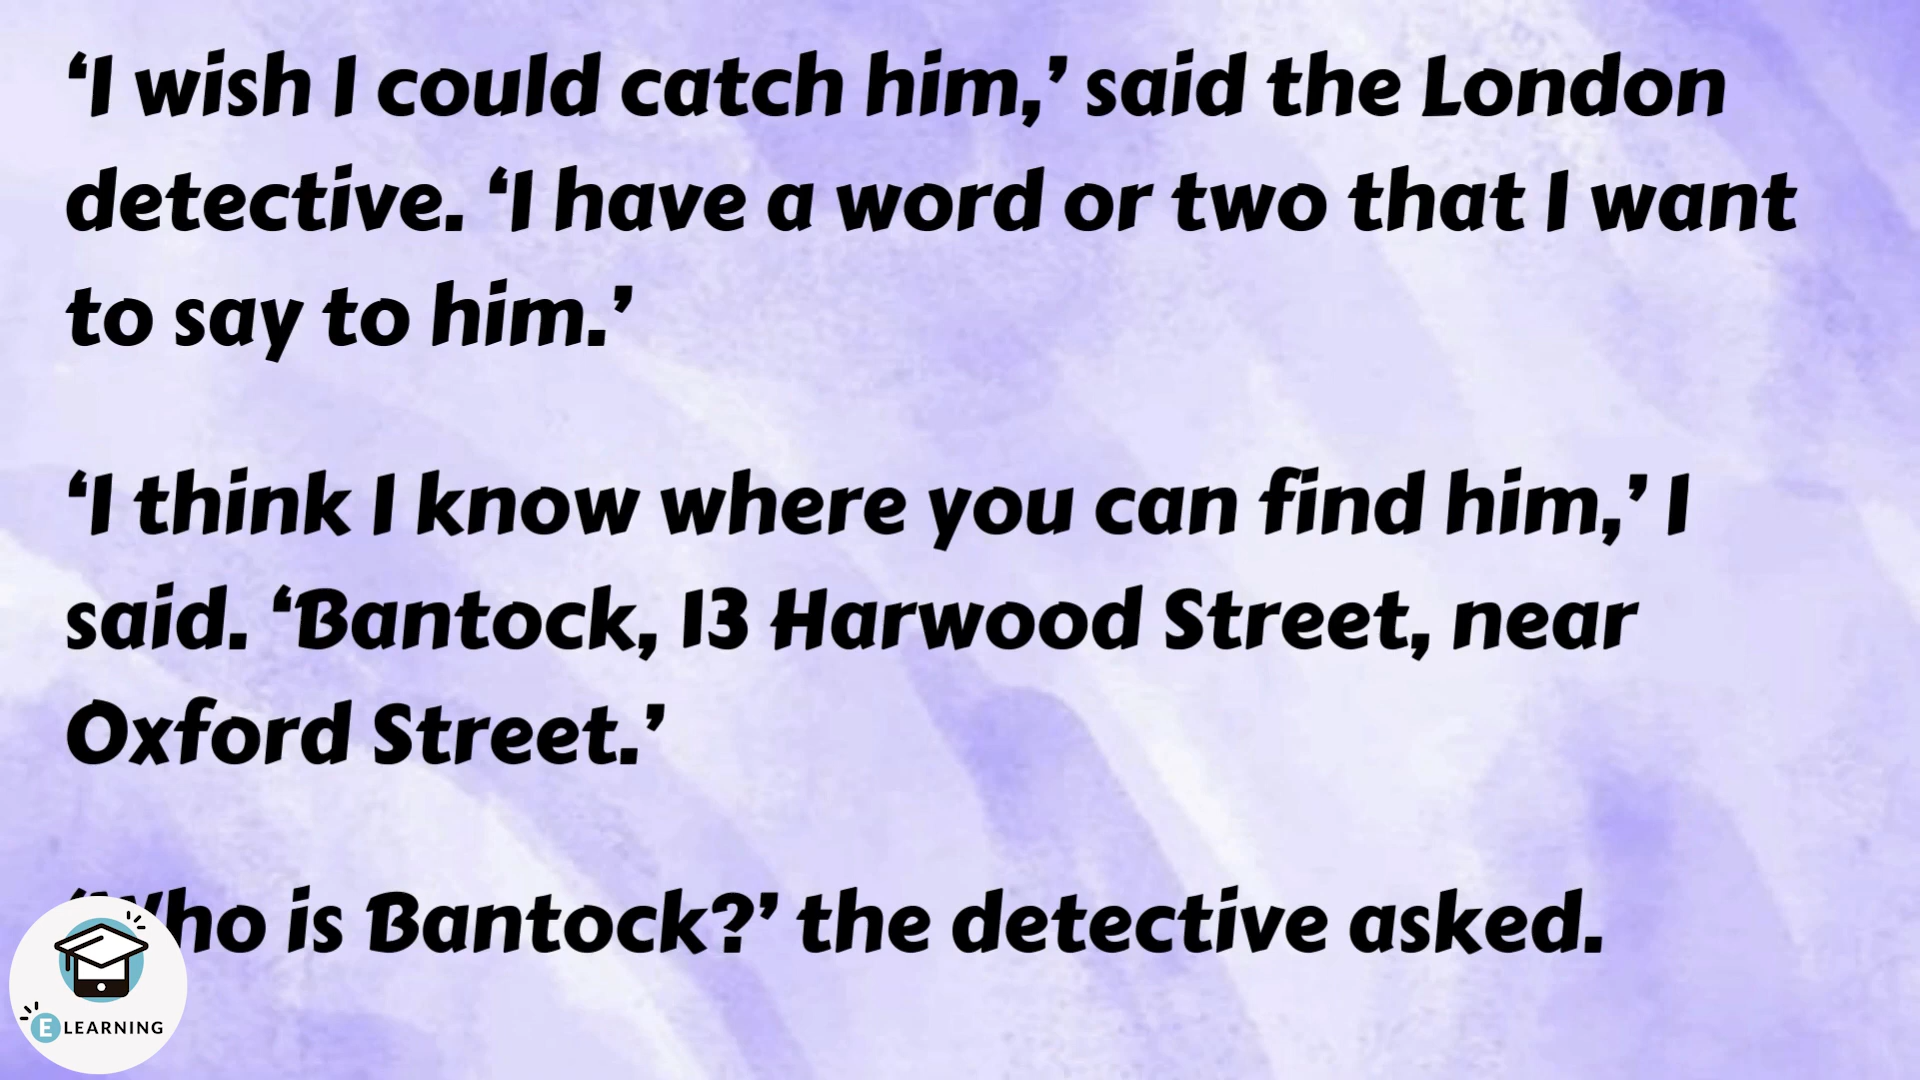 ‘I wish I could catch him,’ said the London
detective. ‘I have a word or two that I want
to say to him.’
‘I think I know where you can find him,’ I
said. ‘Bantock, 13 Harwood Street, near
Oxford Street.’
‘Who is Bantock?’ the detective asked.
E LEARNING